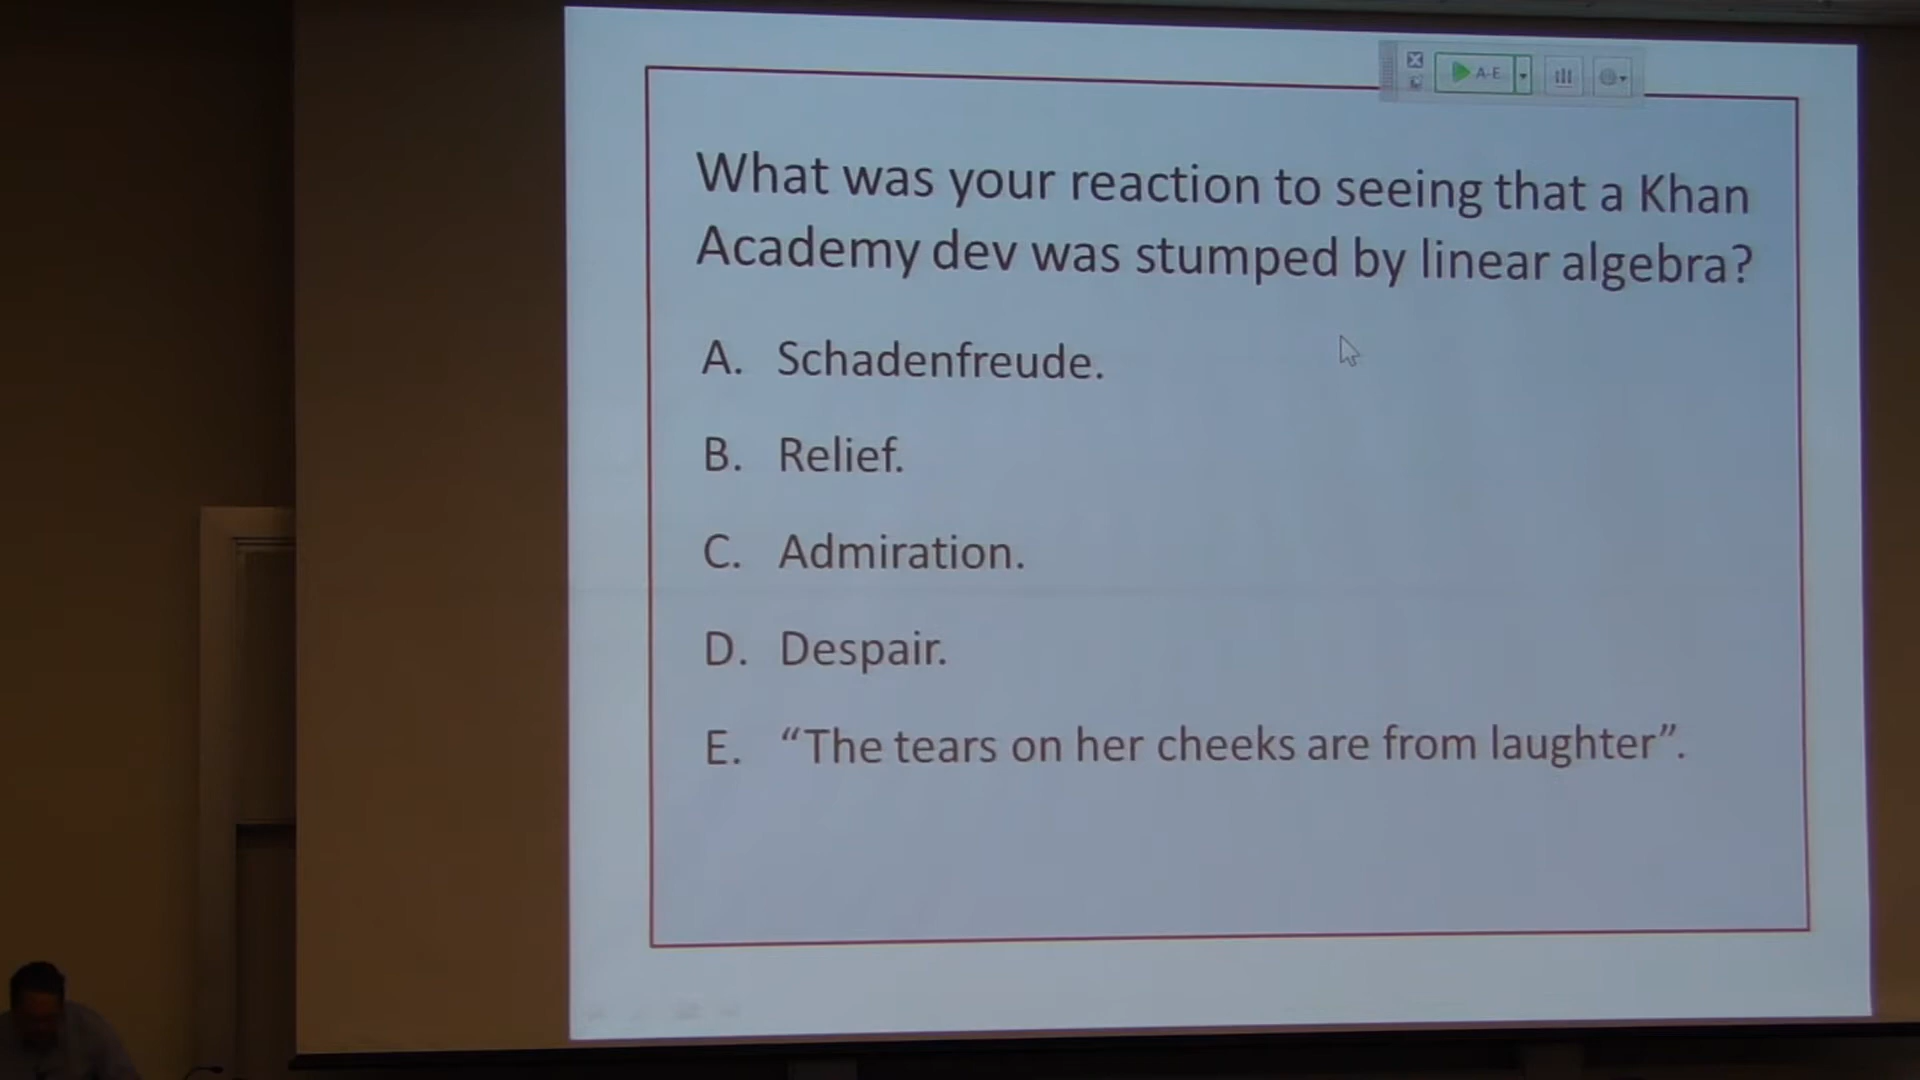 A-E
What was your reaction to seeing that a Khan
Academy dev was stumped by linear algebra?
A. Schadenfreude.
B. Relief.
C. Admiration.
D. Despair.
E. “The tears on her cheeks are from laughter”.